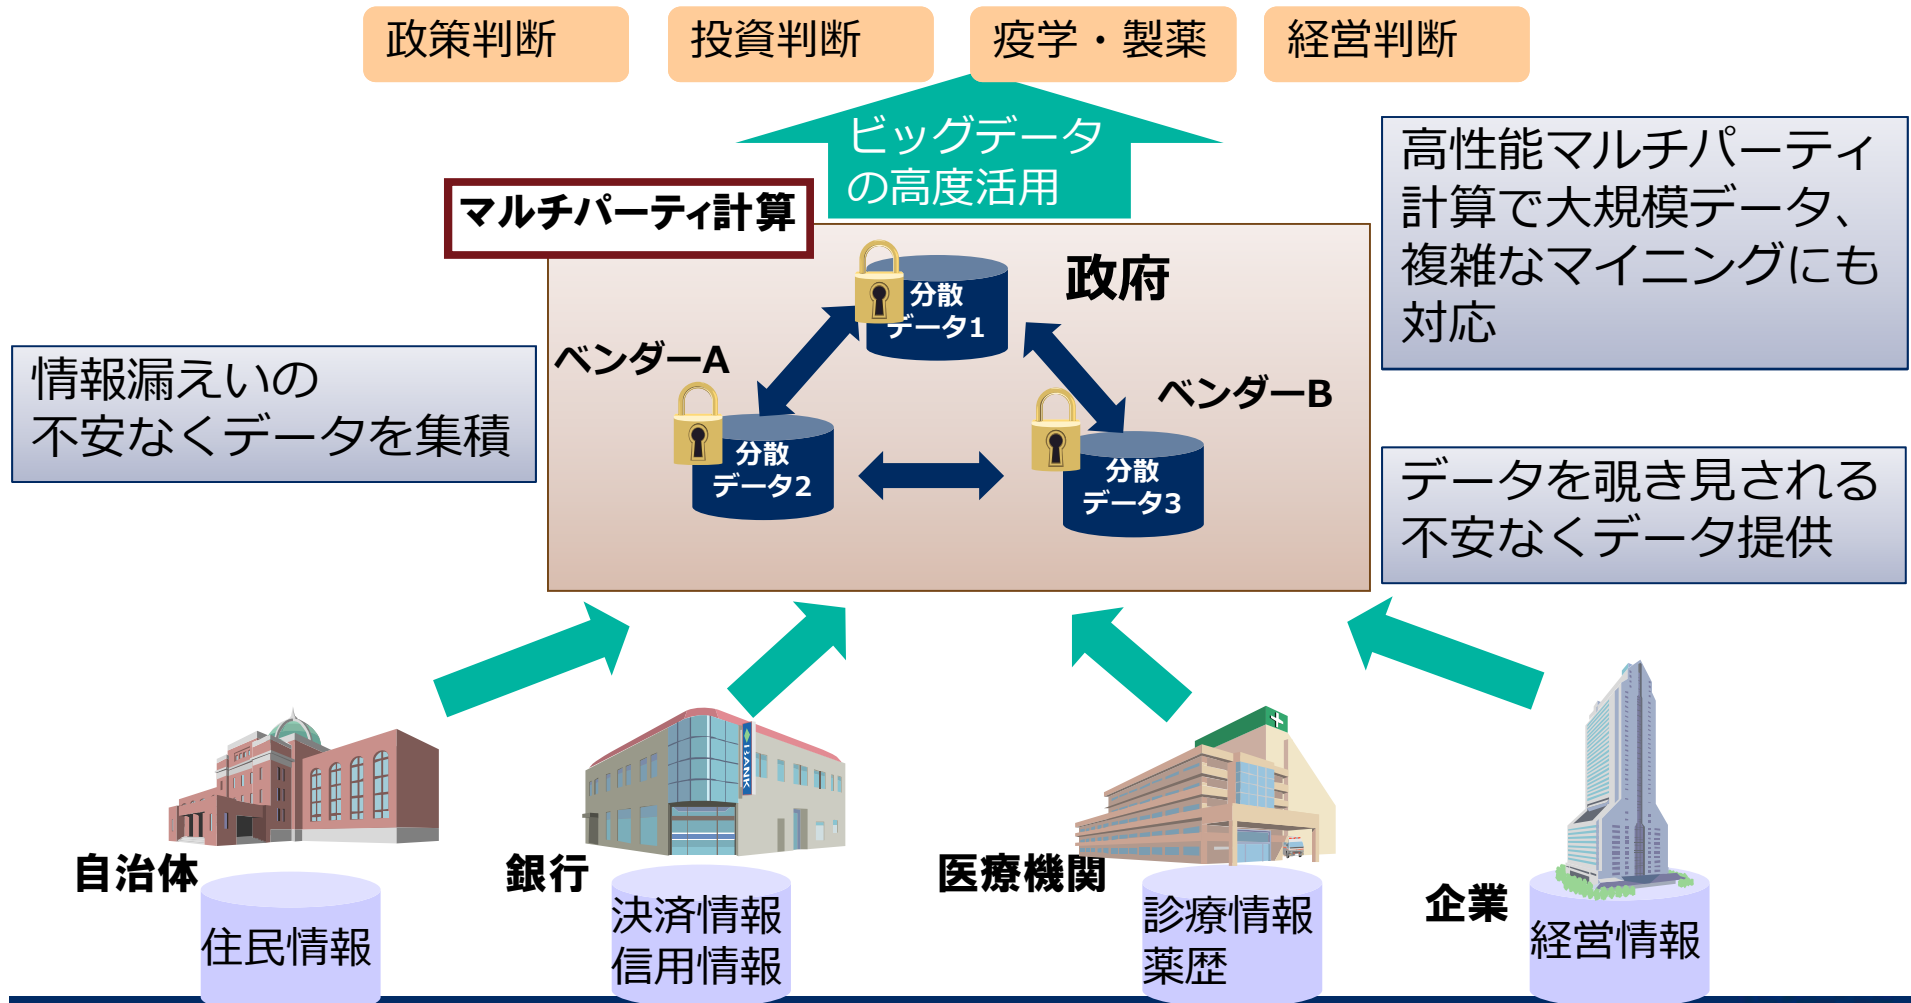 政策判断
投資判断
疫学・製薬
経営判断
ビッグデータ
の高度活用
マルチパーティ計算
高性能マルチパーティ
計算で大規模データ、
複雑なマイニングにも
対応
政府
分散
データ1
ベンダーA
ベンダーB
情報漏えいの
不安なくデータを集積
分散
データ2
分散
データ3
データを覗き見される
不安なくデータ提供
BANK
自治体
銀行
医療機関
企業
住民情報
決済情報
信用情報
診療情報
薬歴
経営情報